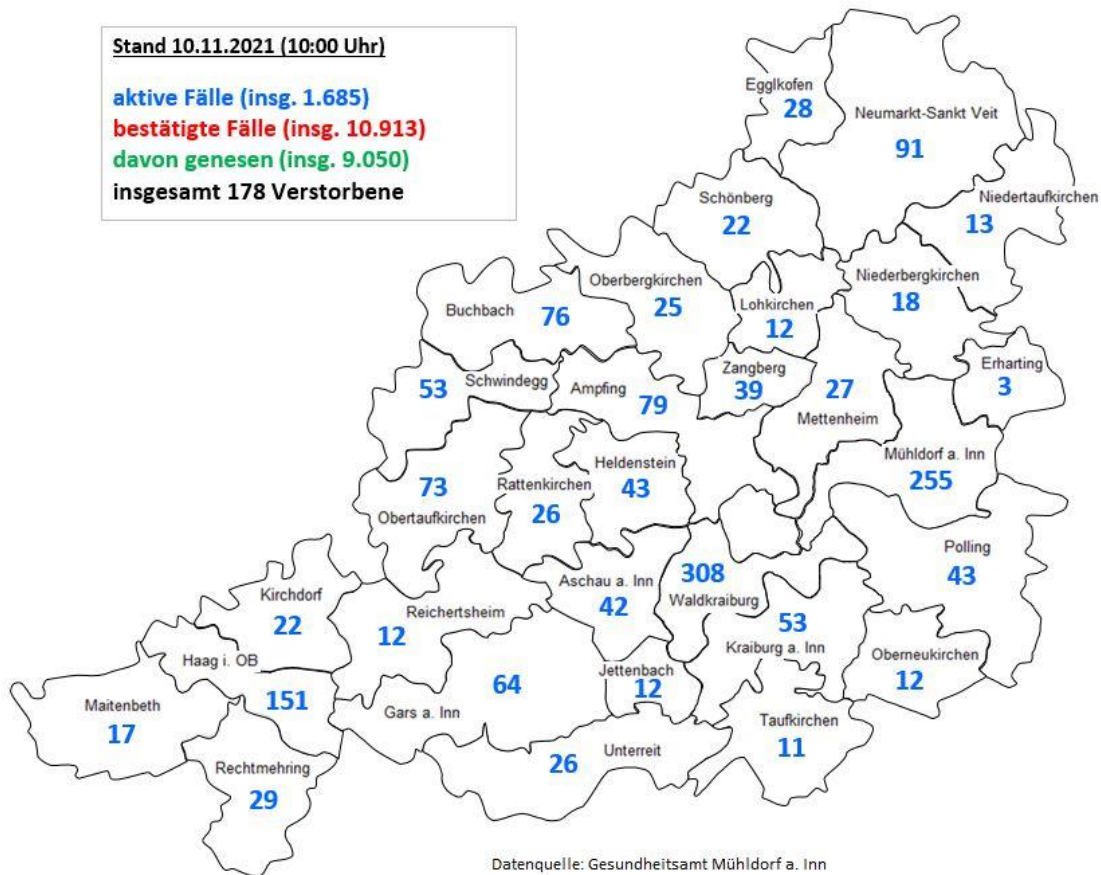 Stand 10.11.2021 (10:00 Uhr)
aktive Fälle (insg. 1.685)
bestätigte Fälle (insg. 10.913)
davon genesen (insg. 9.050)
insgesamt 178 Verstorbene
Egglkofen
28
Neumarkt-Sankt Veit
91
Schönberg
22
Niedertaufkirchen
13
Oberbergkirchen
25
Lohkirchen
12
Niederbergkirchen
18
Buchbach
76
Schwindegg
53
Ampfing
79
Zangberg
39
27
Mettenheim
Erharting
3
Mühldorf a. Inn
255
73
Obertaufkirchen
Rattenkirchen
26
Heldenstein
43
Polling
43
Aschau a. Inn
42
308
Waldkraiburg
53
Kraiburg a. Inn
Kirchdorf
22
Reichertsheim
12
Haag i. OB
151
Oberneukirchen
12
Jettenbach
12
64
Gars a. Inn
Maitenbeth
17
Taufkirchen
11
Rechtmehring
29
Unterreit
26
Datenquelle: Gesundheitsamt Mühldorf a. Inn